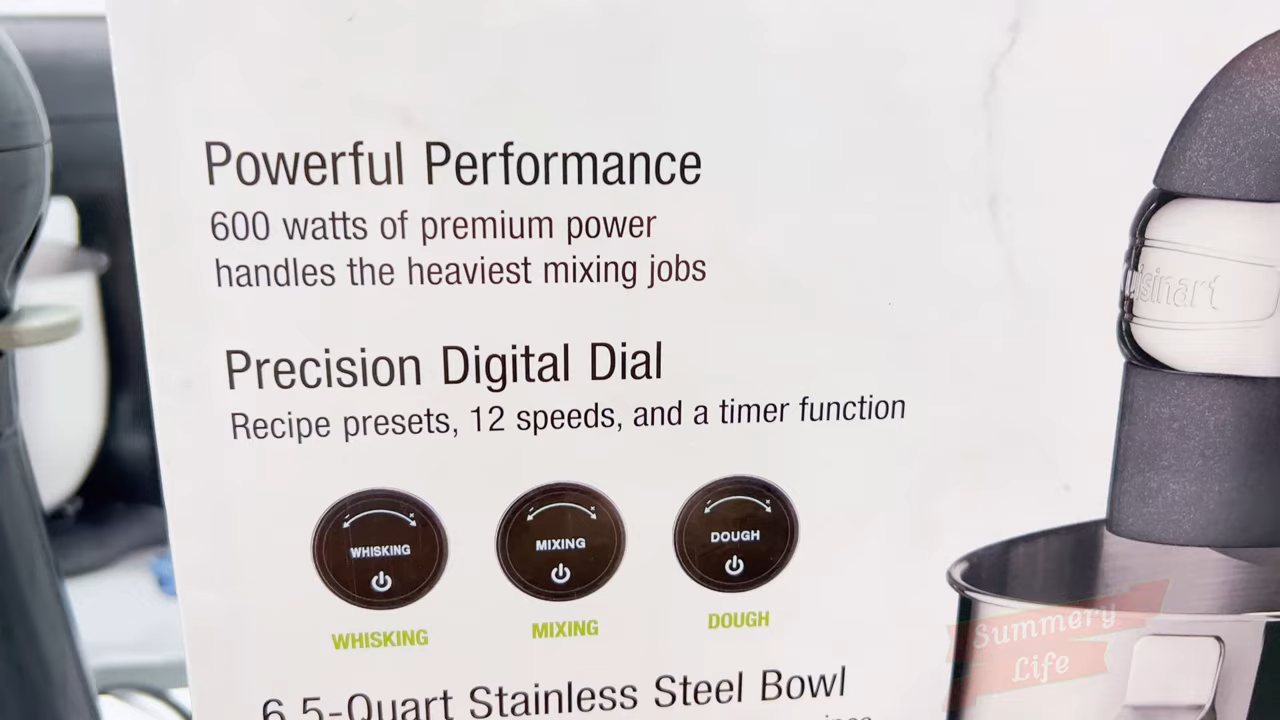 Powerful Performance
600 watts of premium power
handles the heaviest mixing jobs
Precision Digital Dial
Recipe presets, 12 speeds, and a timer function
WHISKING
MIXING
DOUGH
WHISKING
MIXING
DOUGH
6.5-Quart Stainless Steel Bowl
uisinart
Summery
Life